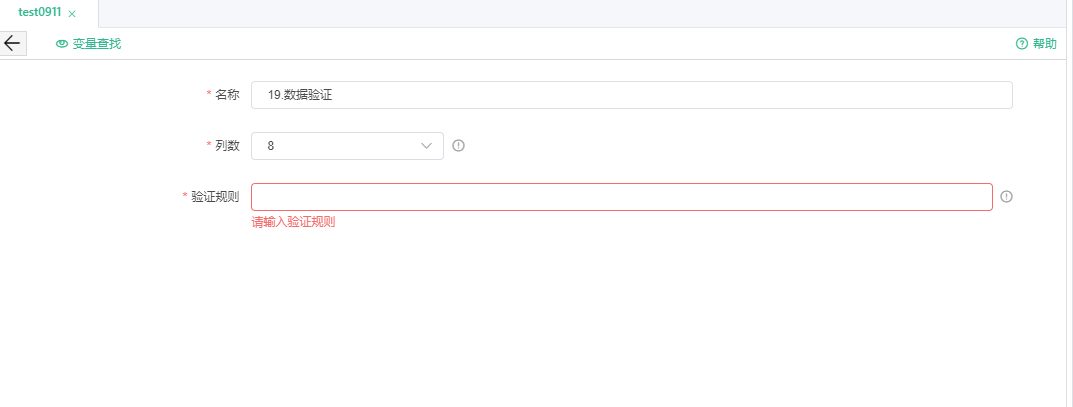 test0911
变量查找
帮助
* 名称 19.数据验证
* 列数 8
* 验证规则
请输入验证规则